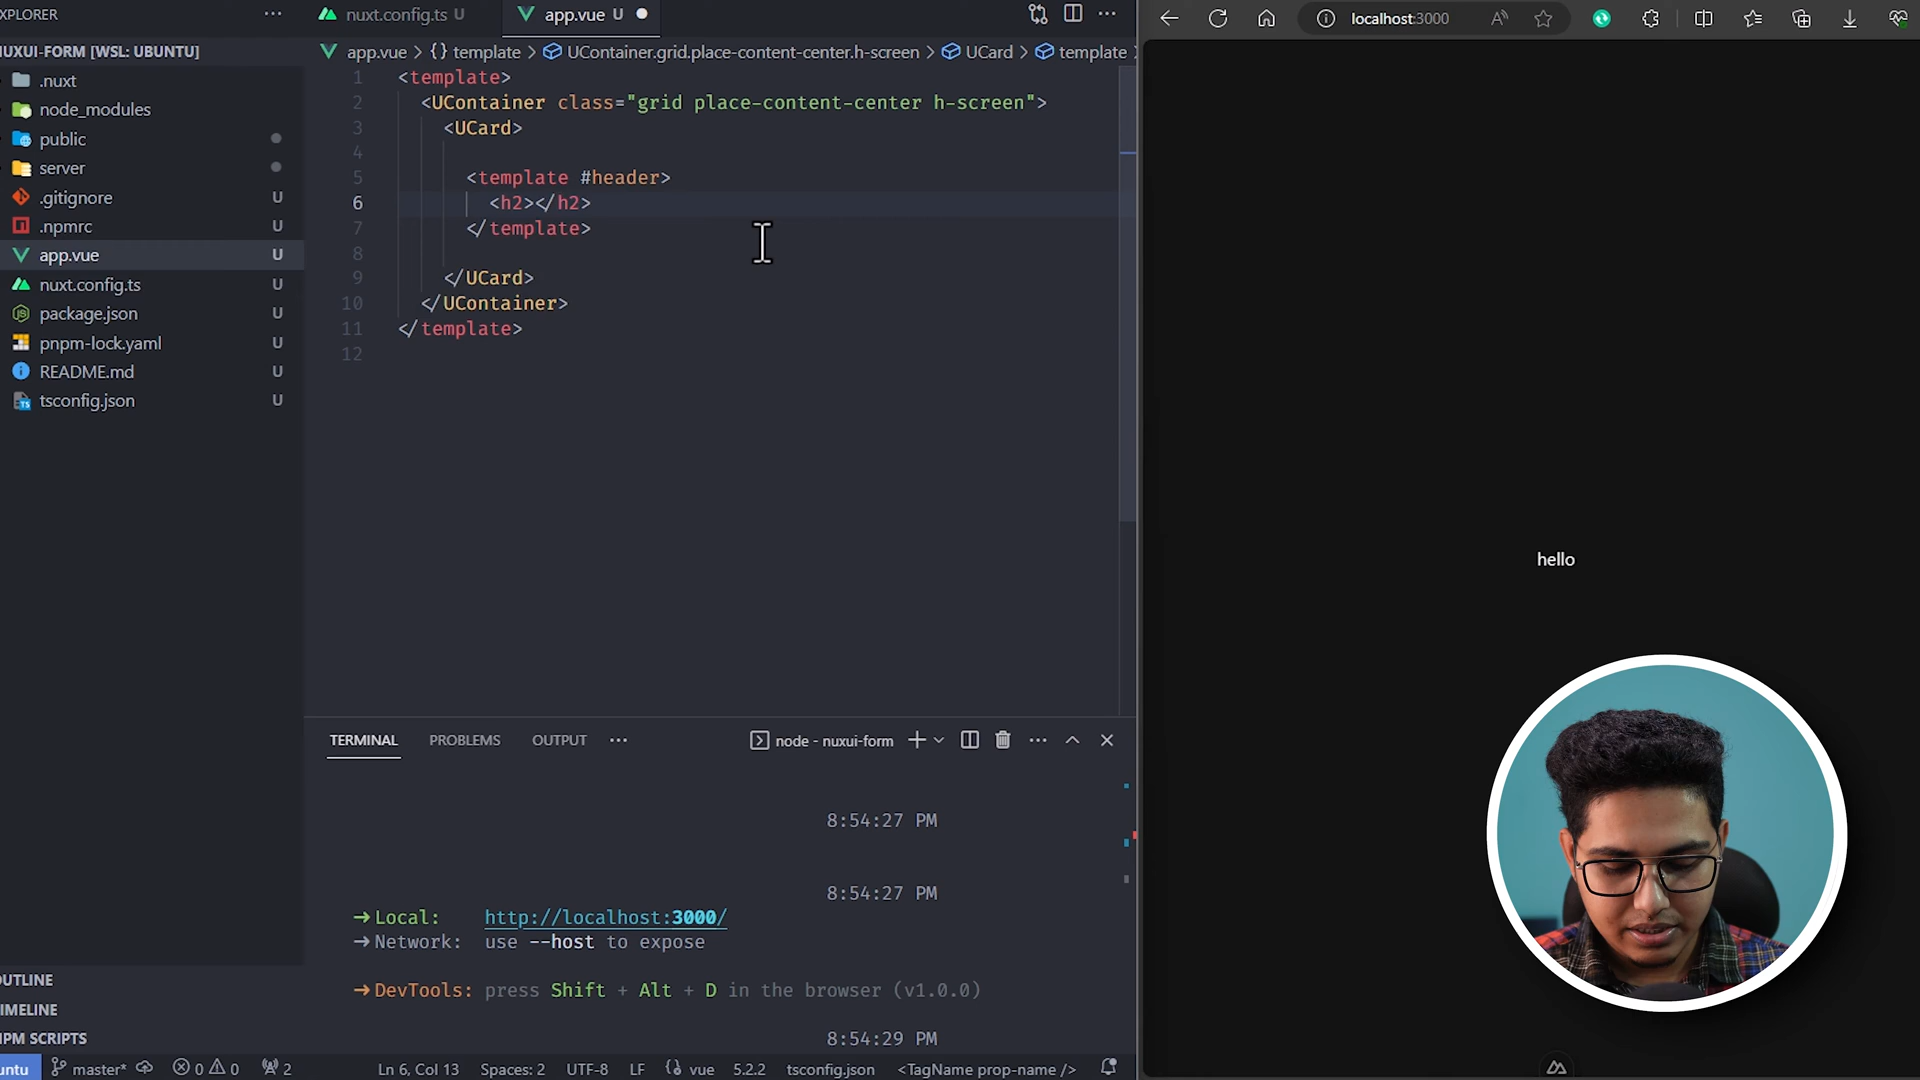 XPLORER
NUXUI-FORM [WSL: UBUNTU]
.nuxt
node_modules
public
server
.gitignore U
.npmrc U
app.vue U
nuxt.config.ts U
package.json U
pnpm-lock.yaml U
README.md U
tsconfig.json U
OUTLINE
TIMELINE
NPM SCRIPTS
nuxt.config.ts U
app.vue U
app.vue > {} template > UContainer.grid.place-content-center.h-screen > UCard > template
1 <template>
2 <UContainer class="grid place-content-center h-screen">
3 <UCard>
4
5 <template #header>
6 <h2></h2>
7 </template>
8
9 </UCard>
10 </UContainer>
11 </template>
12
TERMINAL PROBLEMS OUTPUT
node - nuxui-form
8:54:27 PM
8:54:27 PM
➜ Local: http://localhost:3000/
➜ Network: use --host to expose
➜ DevTools: press Shift + Alt + D in the browser (v1.0.0)
8:54:29 PM
untu master* 0 0 2 Ln 6, Col 13 Spaces: 2 UTF-8 LF vue 5.2.2 tsconfig.json <TagName prop-name />
localhost:3000
hello